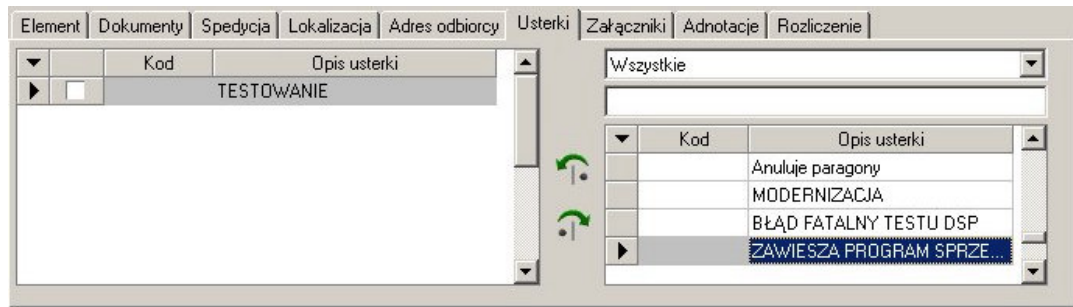 Element Dokumenty Spedycja Lokalizacja Adres odbiorcy Usterki Załączniki Adnotacje Rozliczenie
Kod Opis usterki
TESTOWANIE
Wszystkie
Kod Opis usterki
Anuluje paragony
MODERNIZACJA
BŁĄD FATALNY TESTU DSP
ZAWIESZA PROGRAM SPRZE...